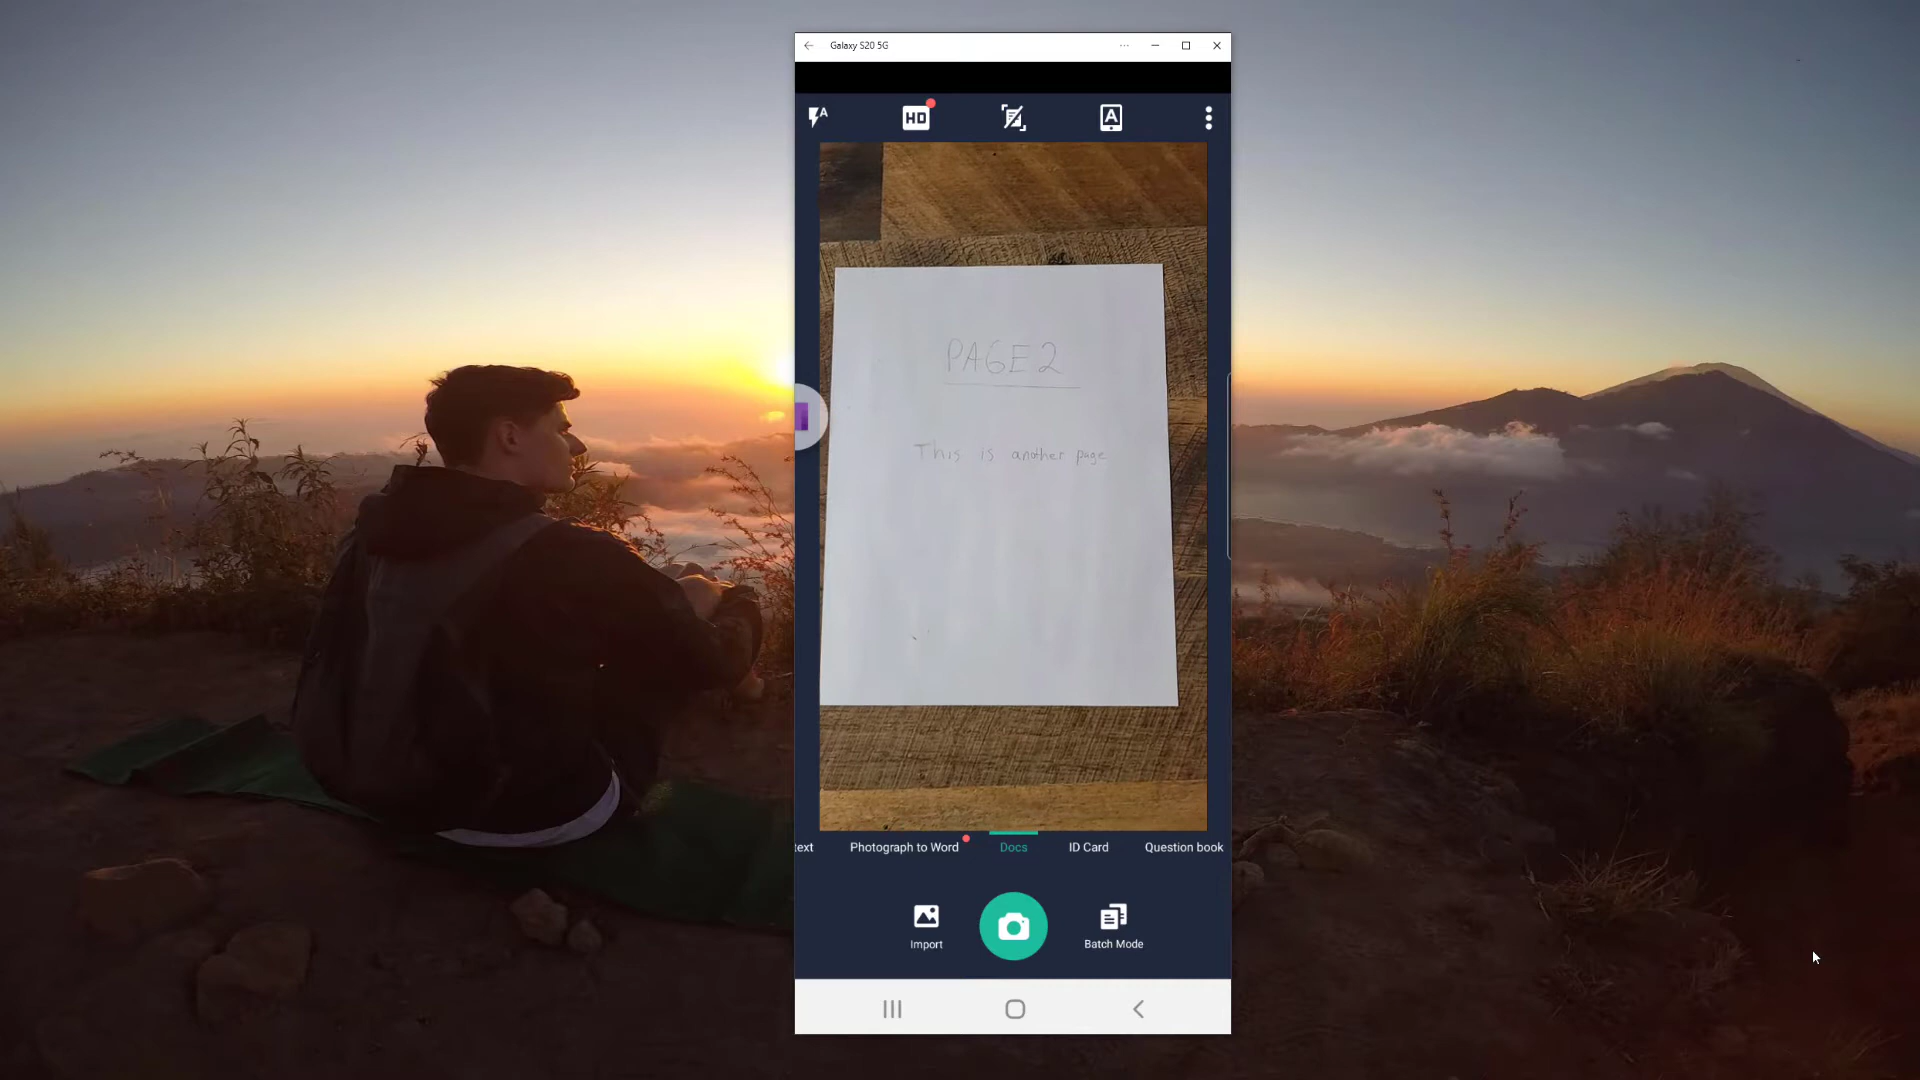 Galaxy S20 5G
A
HD
A
PAGE 2
This is another page
text
Photograph to Word
Docs
ID Card
Question book
Import
Batch Mode